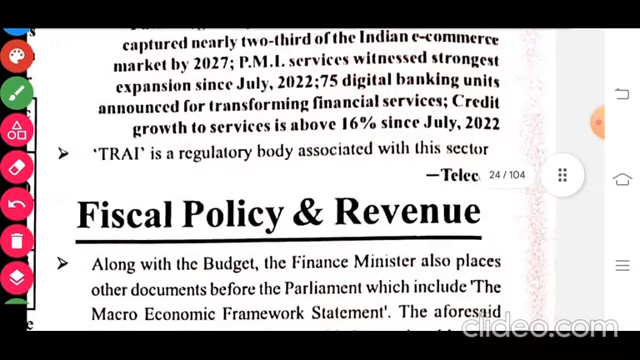 captured nearly two-third of the Indian e-commerce
market by 2027; P.M.I. services witnessed strongest
expansion since July, 2022;75 digital banking units
announced for transforming financial services; Credit
growth to services is above 16% since July, 2022
➤ 'TRAI' is a regulatory body associated with this sector
—Telec
24 / 104
Fiscal Policy & Revenue
➤ Along with the Budget, the Finance Minister also places
other documents before the Parliament which include 'The
Macro Economic Framework Statement'. The aforesaid
clideo.com